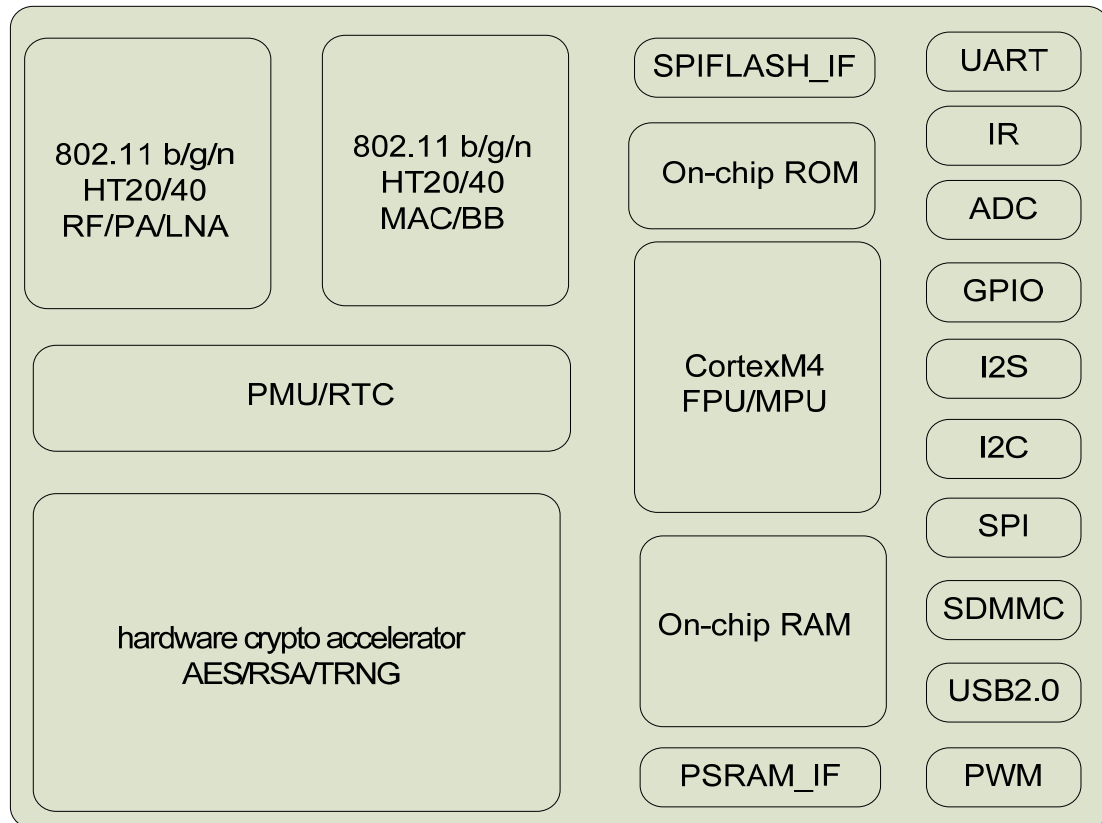 802.11 b/g/n
HT20/40
RF/PA/LNA
802.11 b/g/n
HT20/40
MAC/BB
PMU/RTC
hardware crypto accelerator
AES/RSA/TRNG
SPIFLASH_IF
On-chip ROM
CortexM4
FPU/MPU
On-chip RAM
PSRAM_IF
UART
IR
ADC
GPIO
I2S
I2C
SPI
SDMMC
USB2.0
PWM